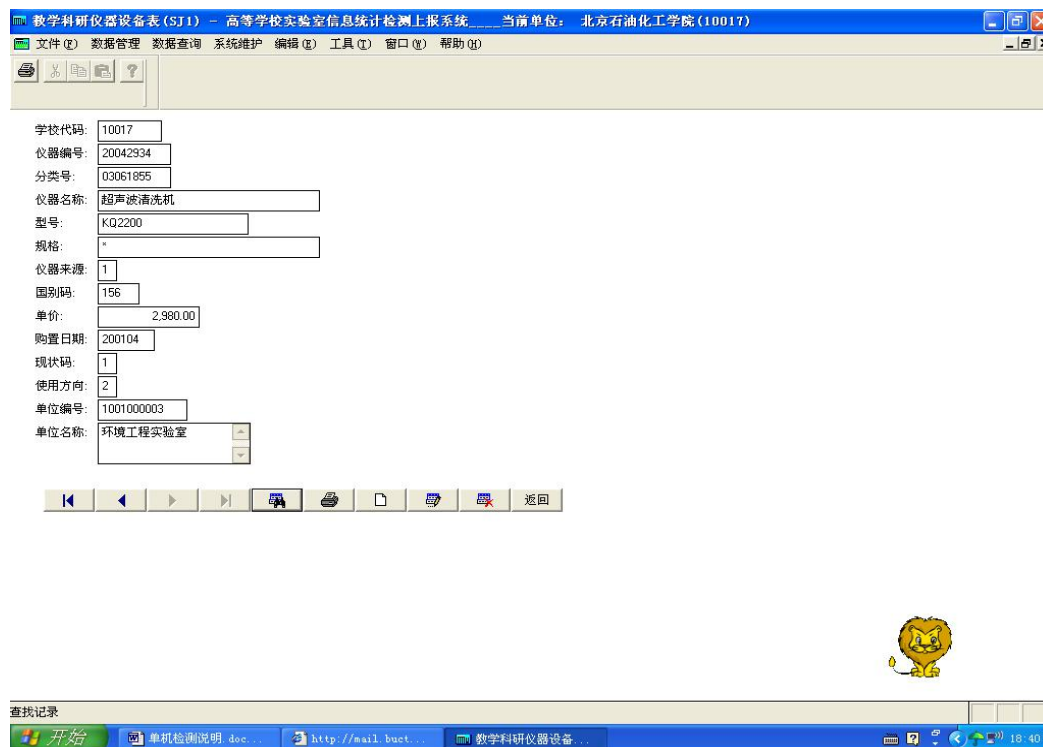 教学科研仪器设备表(SJ1) - 高等学校实验室信息统计检测上报系统____当前单位: 北京石油化工学院(10017)
文件(F) 数据管理 数据查询 系统维护 编辑(E) 工具(T) 窗口(W) 帮助(H)
学校代码: 10017
仪器编号: 20042934
分类号: 03061855
仪器名称: 超声波清洗机
型号: KQ2200
规格: *
仪器来源: 1
国别码: 156
单价: 2,980.00
购置日期: 200104
现状码: 1
使用方向: 2
单位编号: 1001000003
单位名称: 环境工程实验室
返回
查找记录
开始 单机检测说明.doc... http://mail.buct... 教学科研仪器设备... 18:40